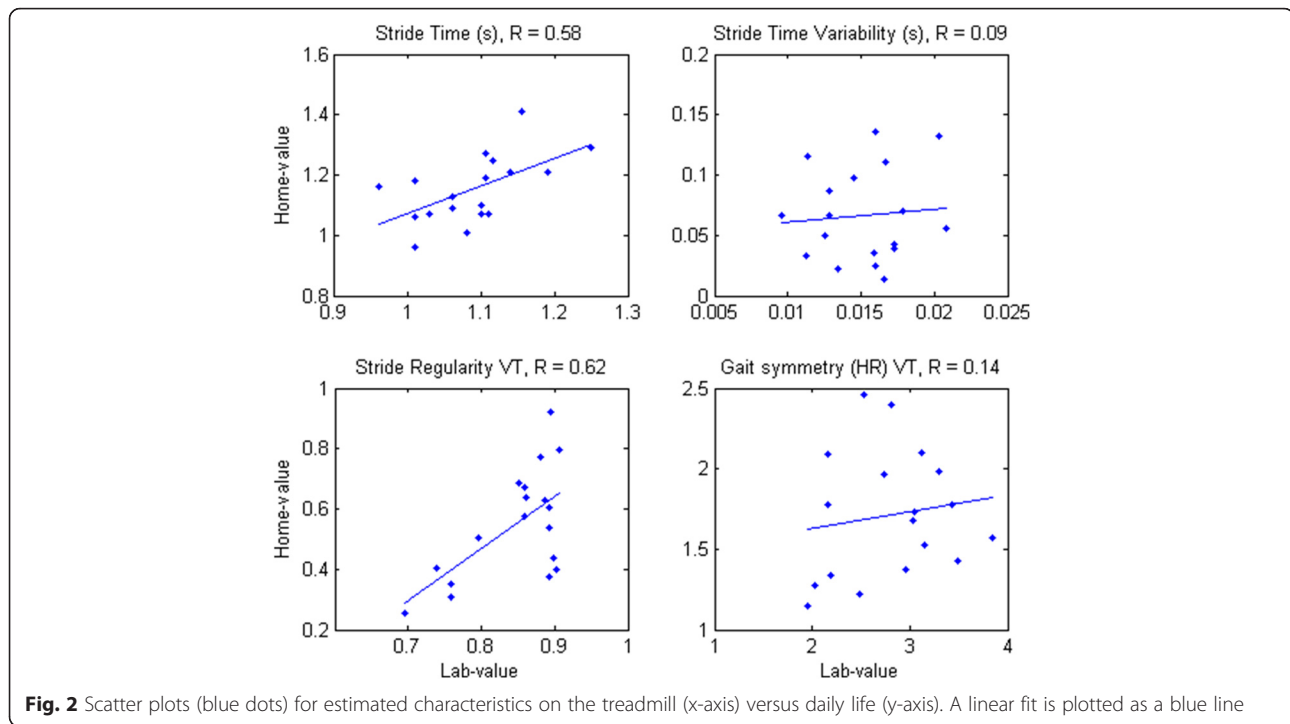 Stride Time (s), R = 0.58
1.6
1.4
1.2
1
0.8
Home-value
0.9 1 1.1 1.2 1.3
Stride Time Variability (s), R = 0.09
0.2
0.15
0.1
0.05
0
0.005 0.01 0.015 0.02 0.025
Stride Regularity VT, R = 0.62
1
0.8
0.6
0.4
0.2
Home-value
0.7 0.8 0.9 1
Lab-value
Gait symmetry (HR) VT, R = 0.14
2.5
2
1.5
1
1 2 3 4
Lab-value
Fig. 2 Scatter plots (blue dots) for estimated characteristics on the treadmill (x-axis) versus daily life (y-axis). A linear fit is plotted as a blue line